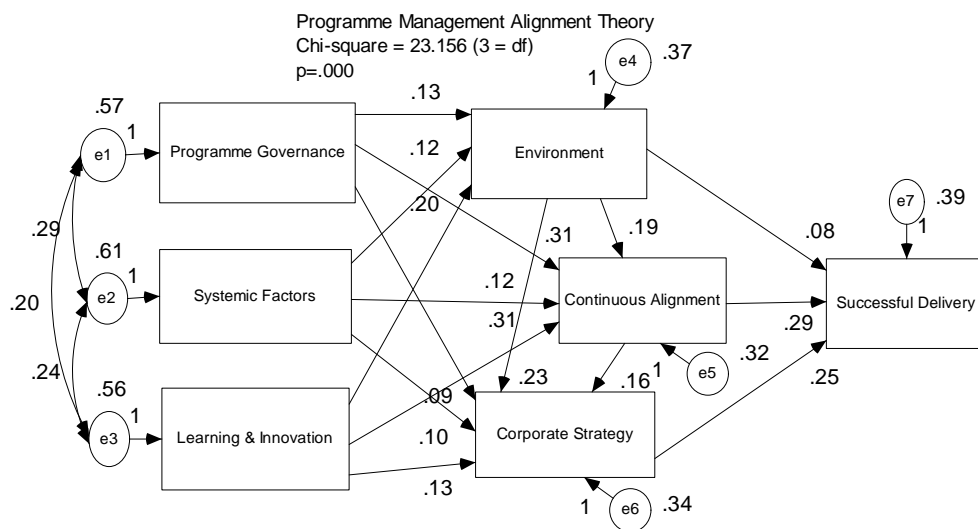 Programme Management Alignment Theory
Chi-square = 23.156 (3 = df)
p=.000
e4
.37
1
.57
.13
e1
1
Programme Governance
Environment
.12
e7
.39
1
.20
.29
.31
.19
.08
.61
e2
1
Systemic Factors
.12
Continuous Alignment
Successful Delivery
.20
.31
.29
.24
.32
.56
.23
.16
1
e5
.25
.09
e3
1
Learning & Innovation
.10
Corporate Strategy
.13
1
e6
.34